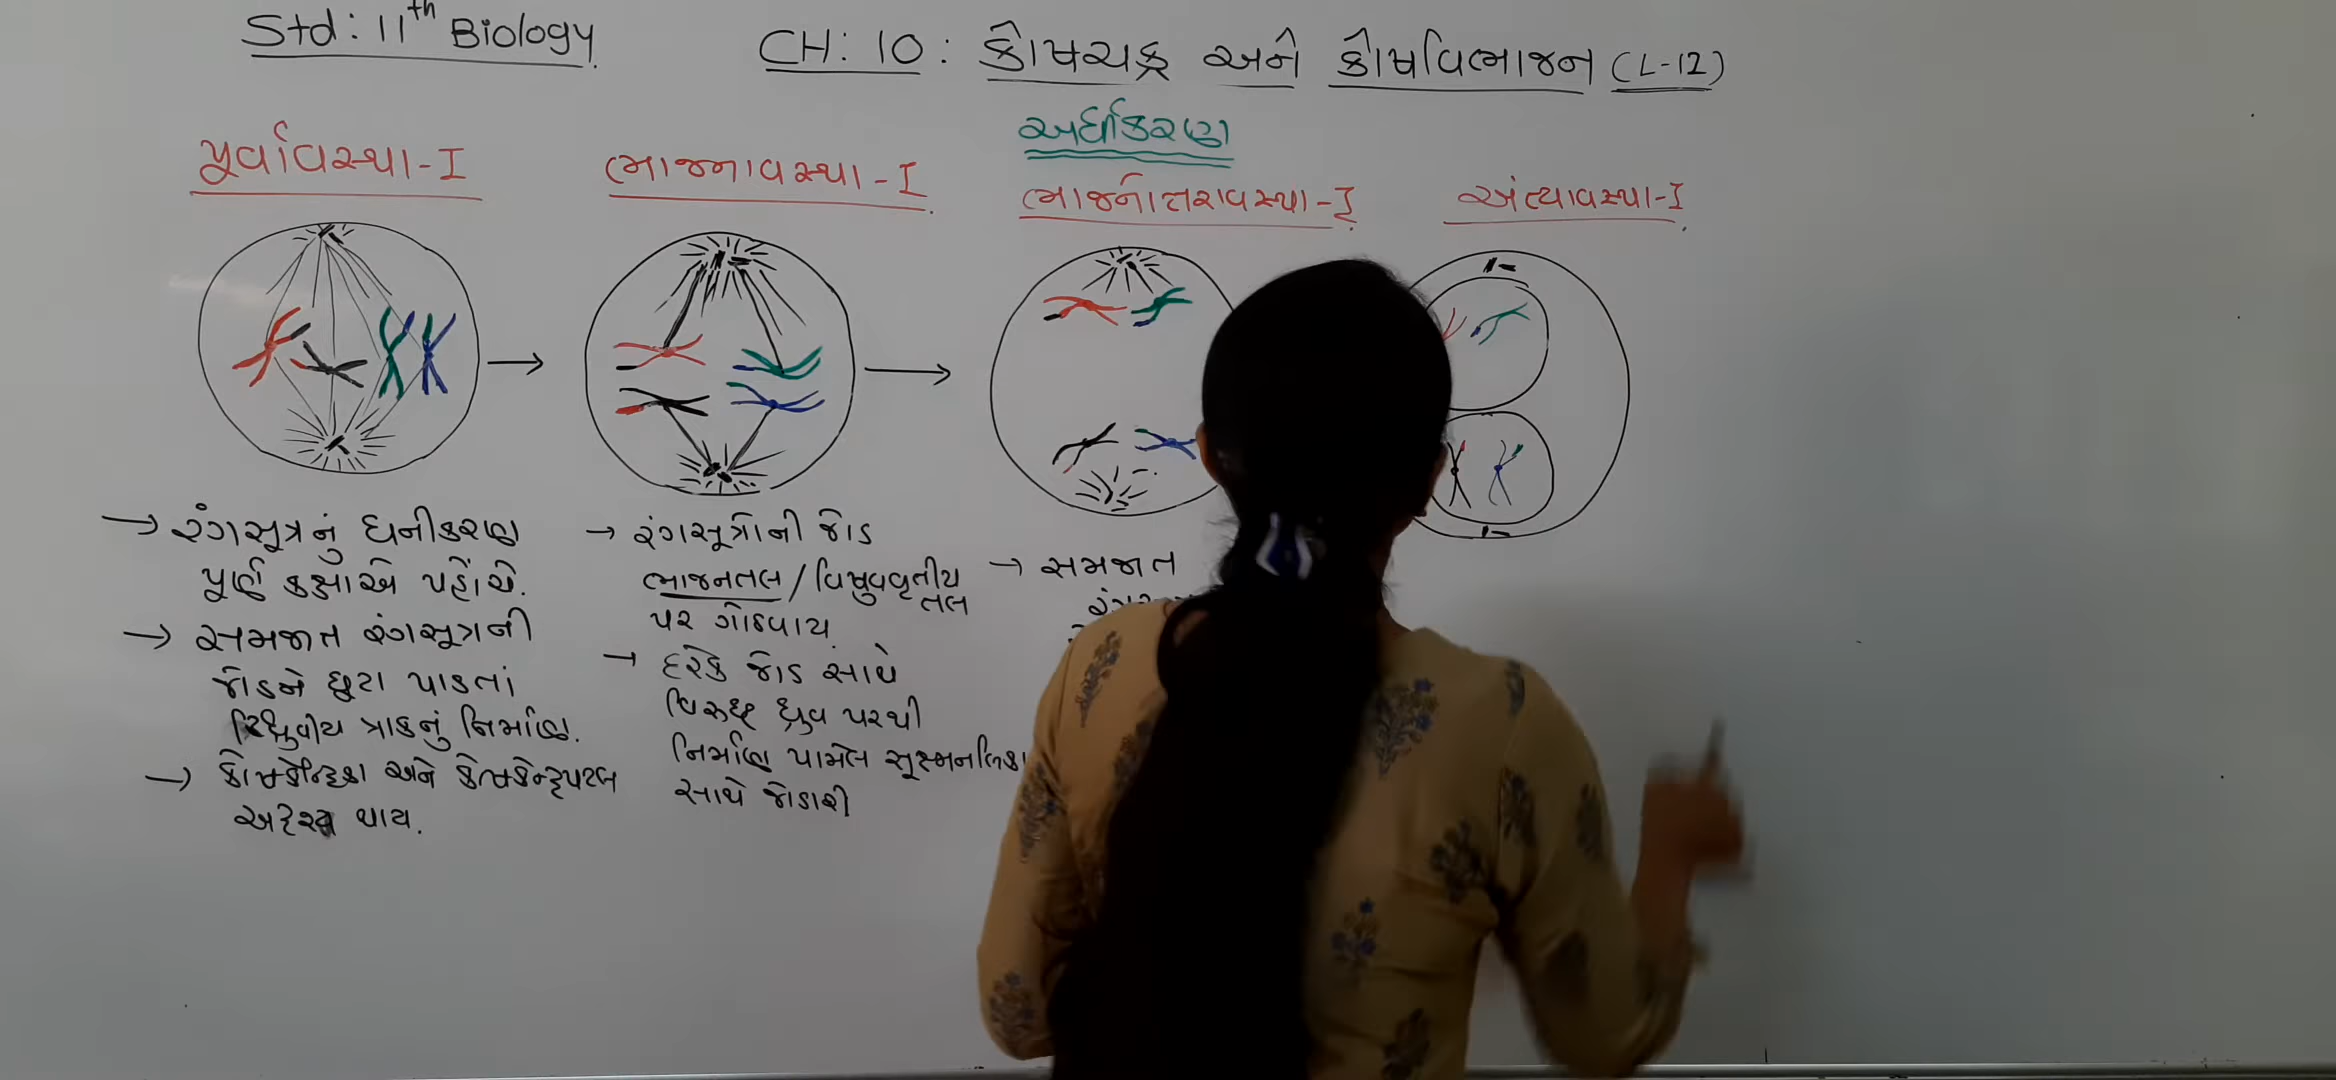 Std: 11th Biology
CH: 10 : કોષચક્ર અને કોષવિભાજન (L-12)
અર્ધીકરણ
પૂર્વાવસ્થા-I
ભાજનાવસ્થા-I
ભાજનોત્તરાવસ્થા-I
અંત્યાવસ્થા-I
→ રંગસૂત્રનું ઘનીકરણ
પૂર્ણ કક્ષાએ પહોંચે.
→ સમજાત રંગસૂત્રની
જોડને છુટા પાડતાં
દ્વિધ્રુવીય ત્રાકનું નિર્માણ.
→ કોષકેન્દ્રિકા અને કોષકેન્દ્રપટલ
અદૃશ્ય થાય.
→ રંગસૂત્રોની જોડ
ભાજનતલ / વિષુવવૃત્તીય
તલ
પર ગોઠવાય
→ દરેક જોડ સાથે
વિરુદ્ધ ધ્રુવ પરથી
નિર્માણ પામેલ સૂક્ષ્મનલિકા
સાથે જોડાશે
→ સમજાત